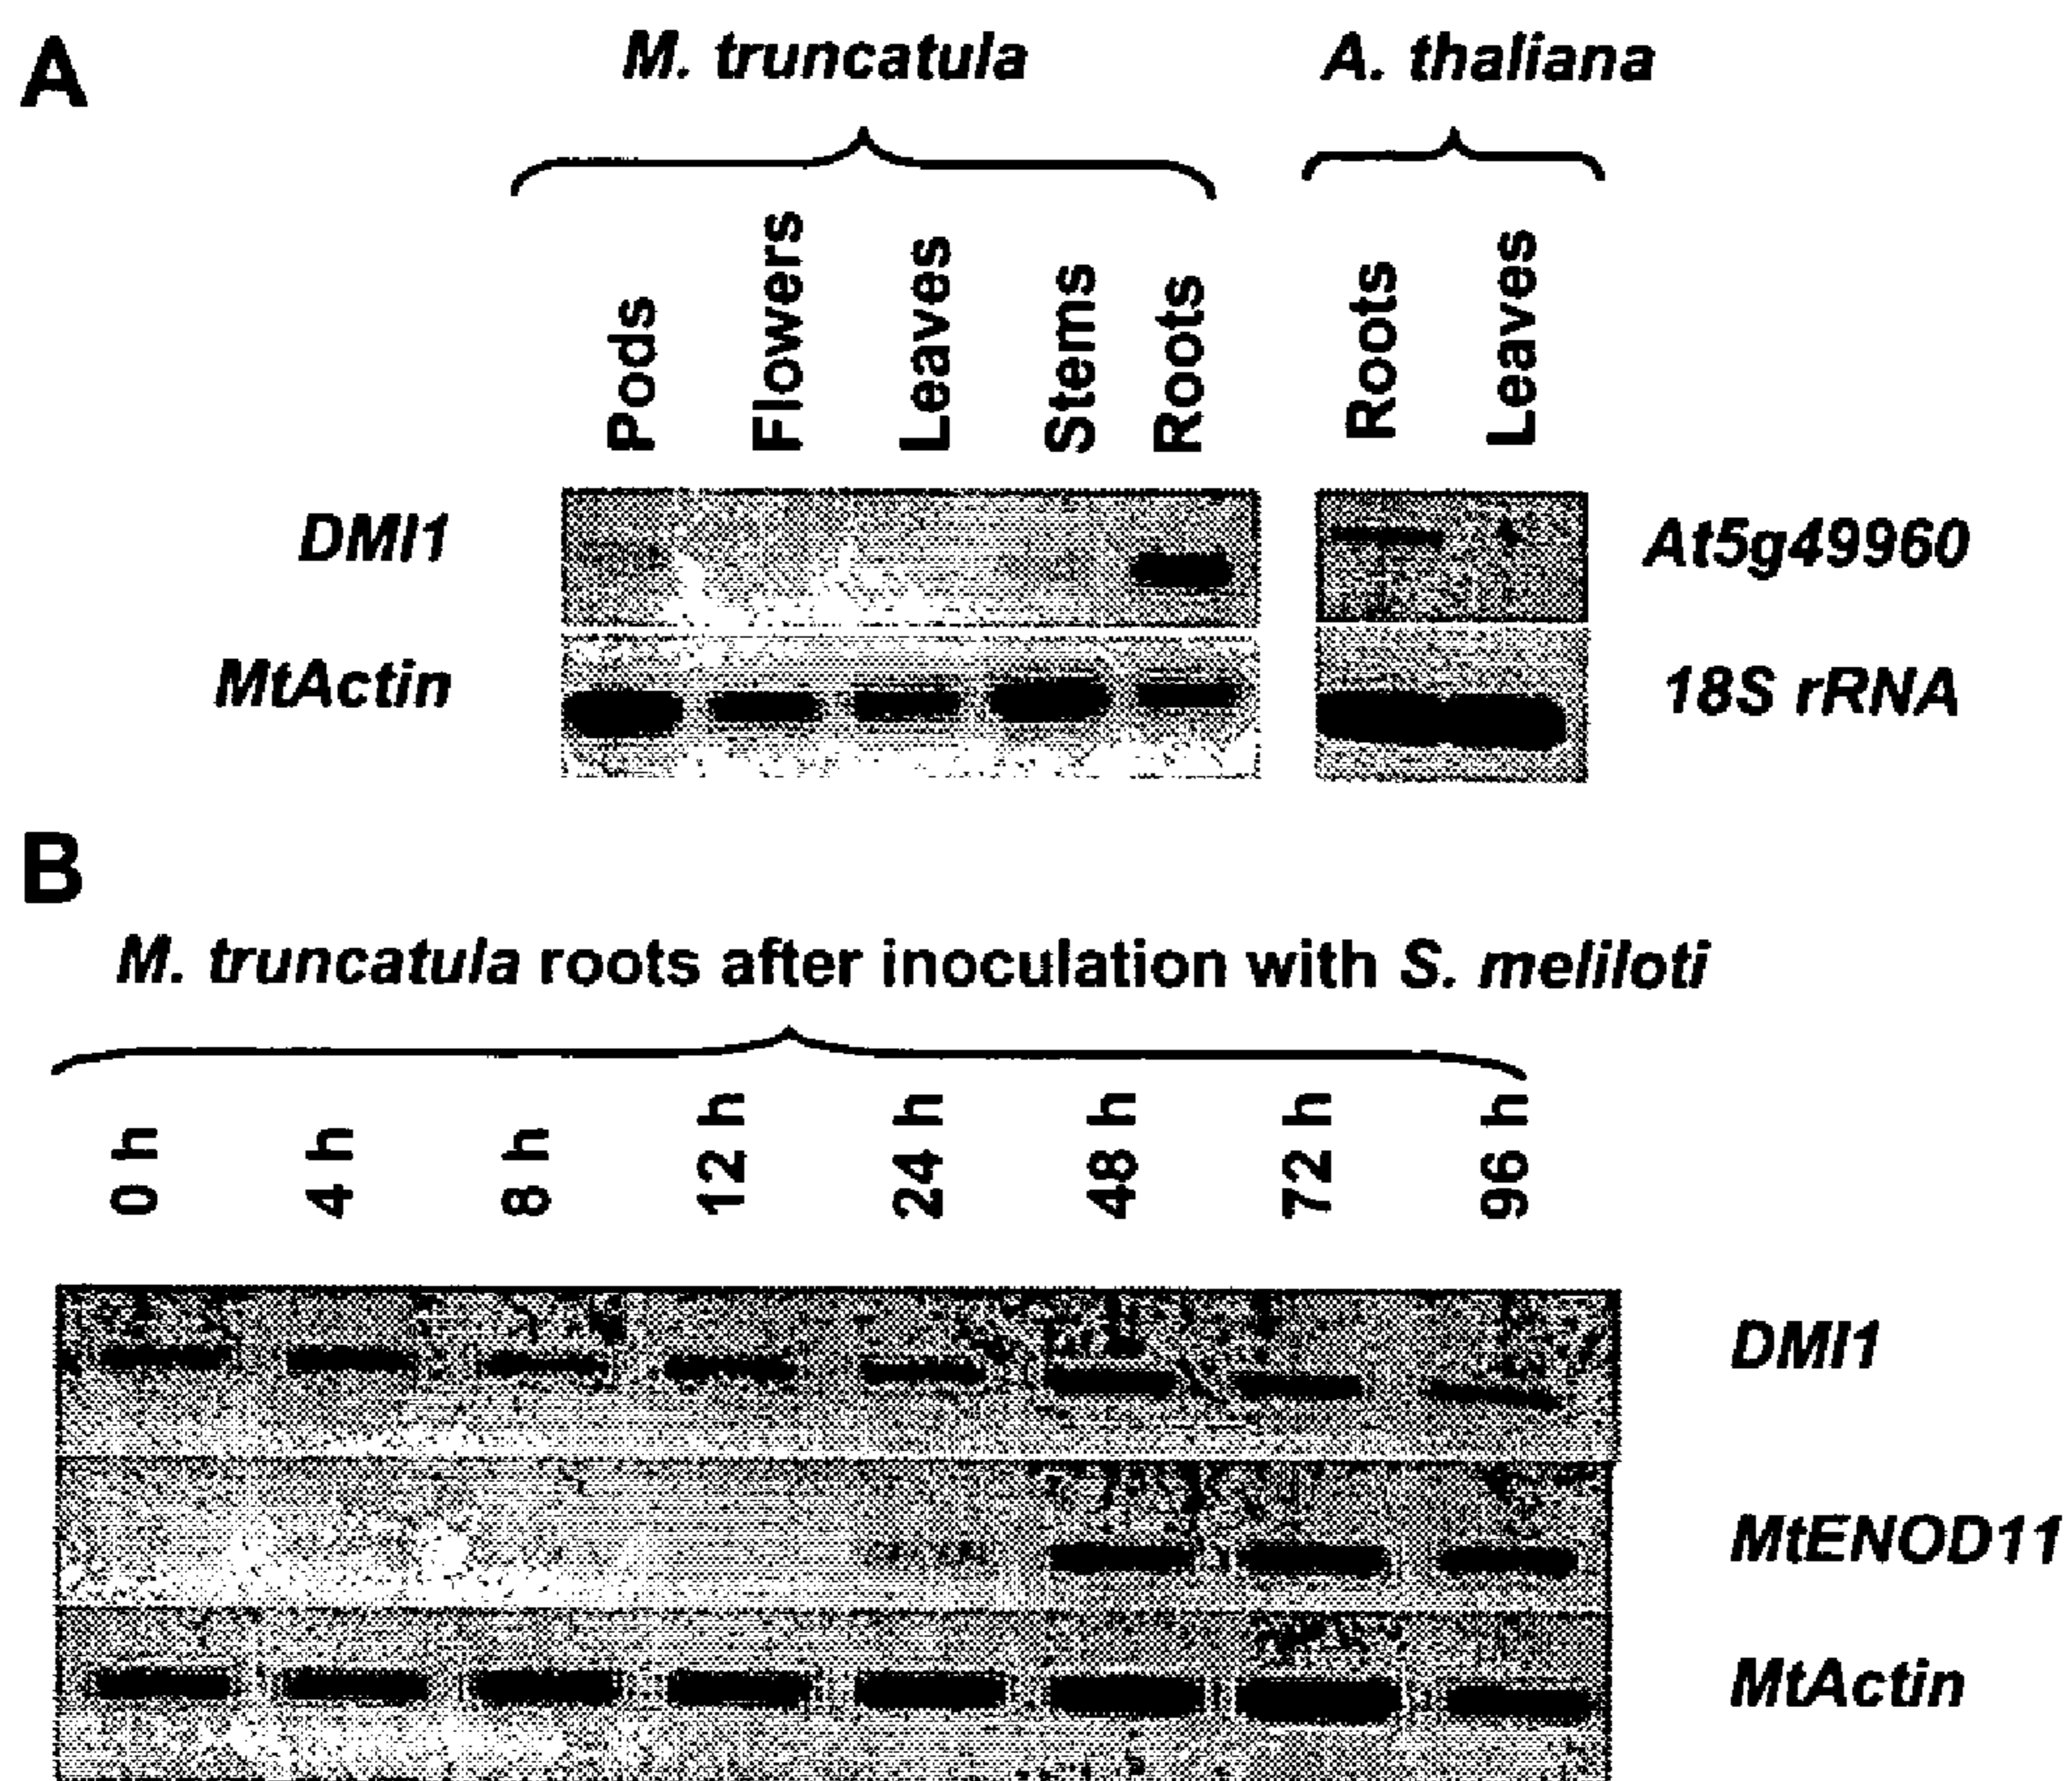 A
M. truncatula A. thaliana
Pods Flowers Leaves Stems Roots Roots Leaves
DMI1 At5g49960
MtActin 18S rRNA
B
M. truncatula roots after inoculation with S. meliloti
0 h 4 h 8 h 12 h 24 h 48 h 72 h 96 h
DMI1
MtENOD11
MtActin